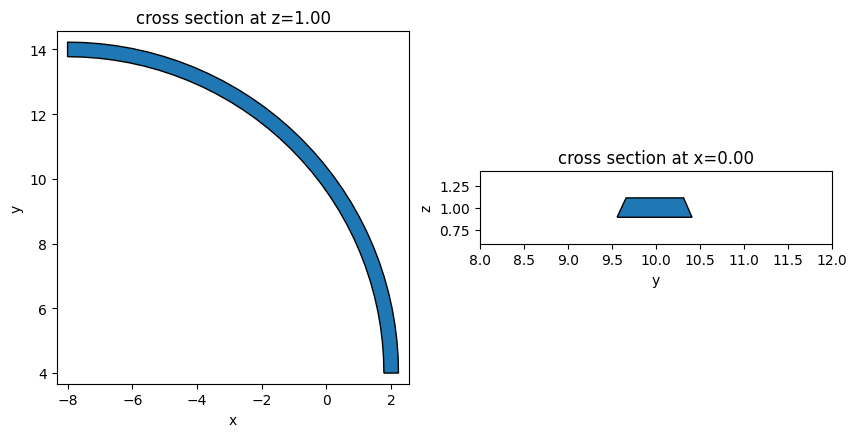 cross section at z=1.00
14
12
10
8
6
4
y
−8
−6
−4
−2
0
2
x
cross section at x=0.00
1.25
1.00
0.75
z
8.0 8.5 9.0 9.5 10.0 10.5 11.0 11.5 12.0
y